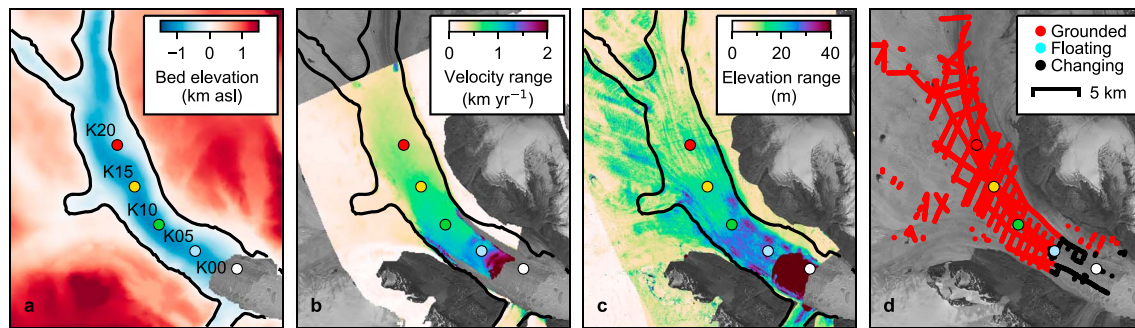 −1 0 1
Bed elevation
(km asl)
K20
K15
K10
K05
K00
a
0 1 2
Velocity range
(km yr⁻¹)
b
0 20 40
Elevation range
(m)
c
Grounded
Floating
Changing
5 km
d